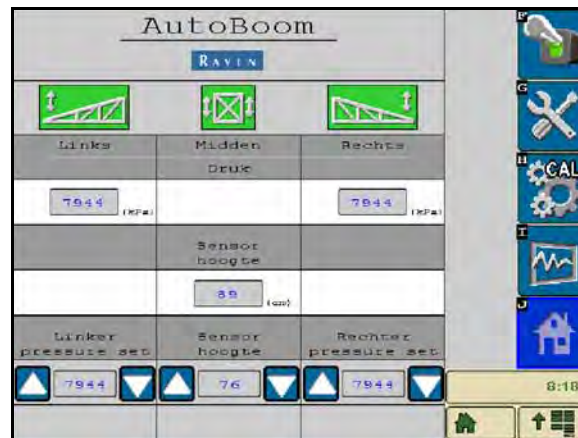 AutoBoom
RAVEN
Links Midden Rechts
Druk
7944 (kPa) 7944 (kPa)
Sensor
hoogte
89 (cm)
Linker Sensor Rechter
pressure set hoogte pressure set
7944 76 7944
F
G
H
CAL
I
J
8:18